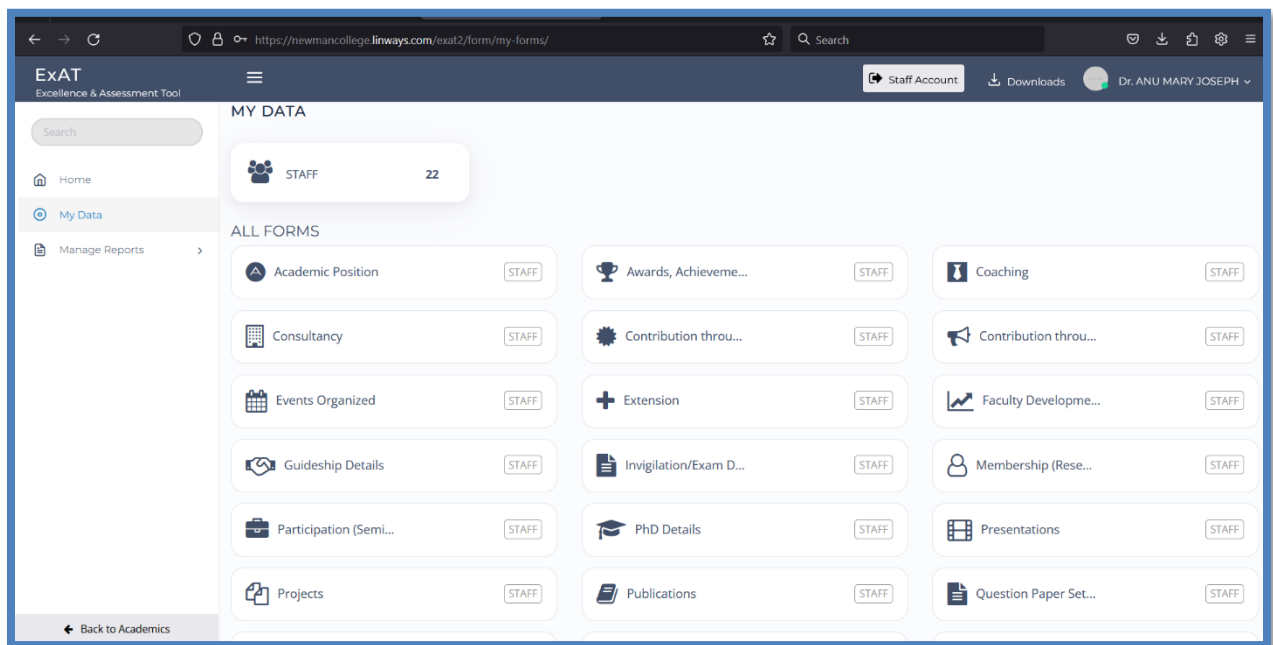 https://newmancollege.linways.com/exat2/form/my-forms/ Search
ExAT
Excellence & Assessment Tool
Staff Account Downloads Dr. ANU MARY JOSEPH
Search
Home
My Data
Manage Reports
Back to Academics
MY DATA
STAFF 22
ALL FORMS
Academic Position STAFF Awards, Achieveme... STAFF Coaching STAFF
Consultancy STAFF Contribution throu... STAFF Contribution throu... STAFF
Events Organized STAFF Extension STAFF Faculty Developme... STAFF
Guideship Details STAFF Invigilation/Exam D... STAFF Membership (Rese... STAFF
Participation (Semi... STAFF PhD Details STAFF Presentations STAFF
Projects STAFF Publications STAFF Question Paper Set... STAFF